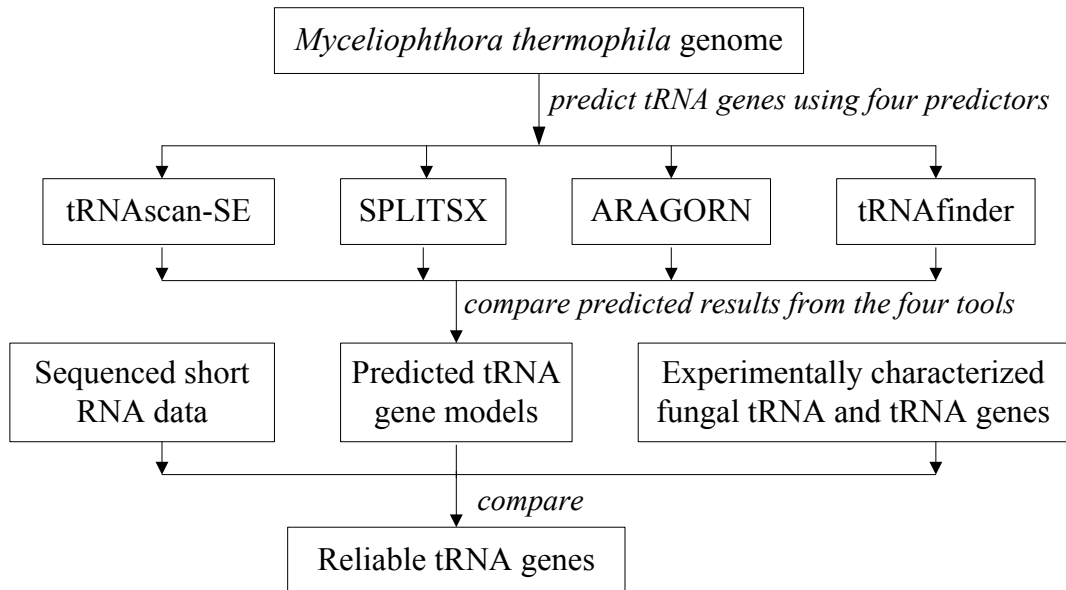 Myceliophthora thermophila genome
predict tRNA genes using four predictors
tRNAscan-SE
SPLITSX
ARAGORN
tRNAfinder
compare predicted results from the four tools
Sequenced short
RNA data
Predicted tRNA
gene models
Experimentally characterized
fungal tRNA and tRNA genes
compare
Reliable tRNA genes